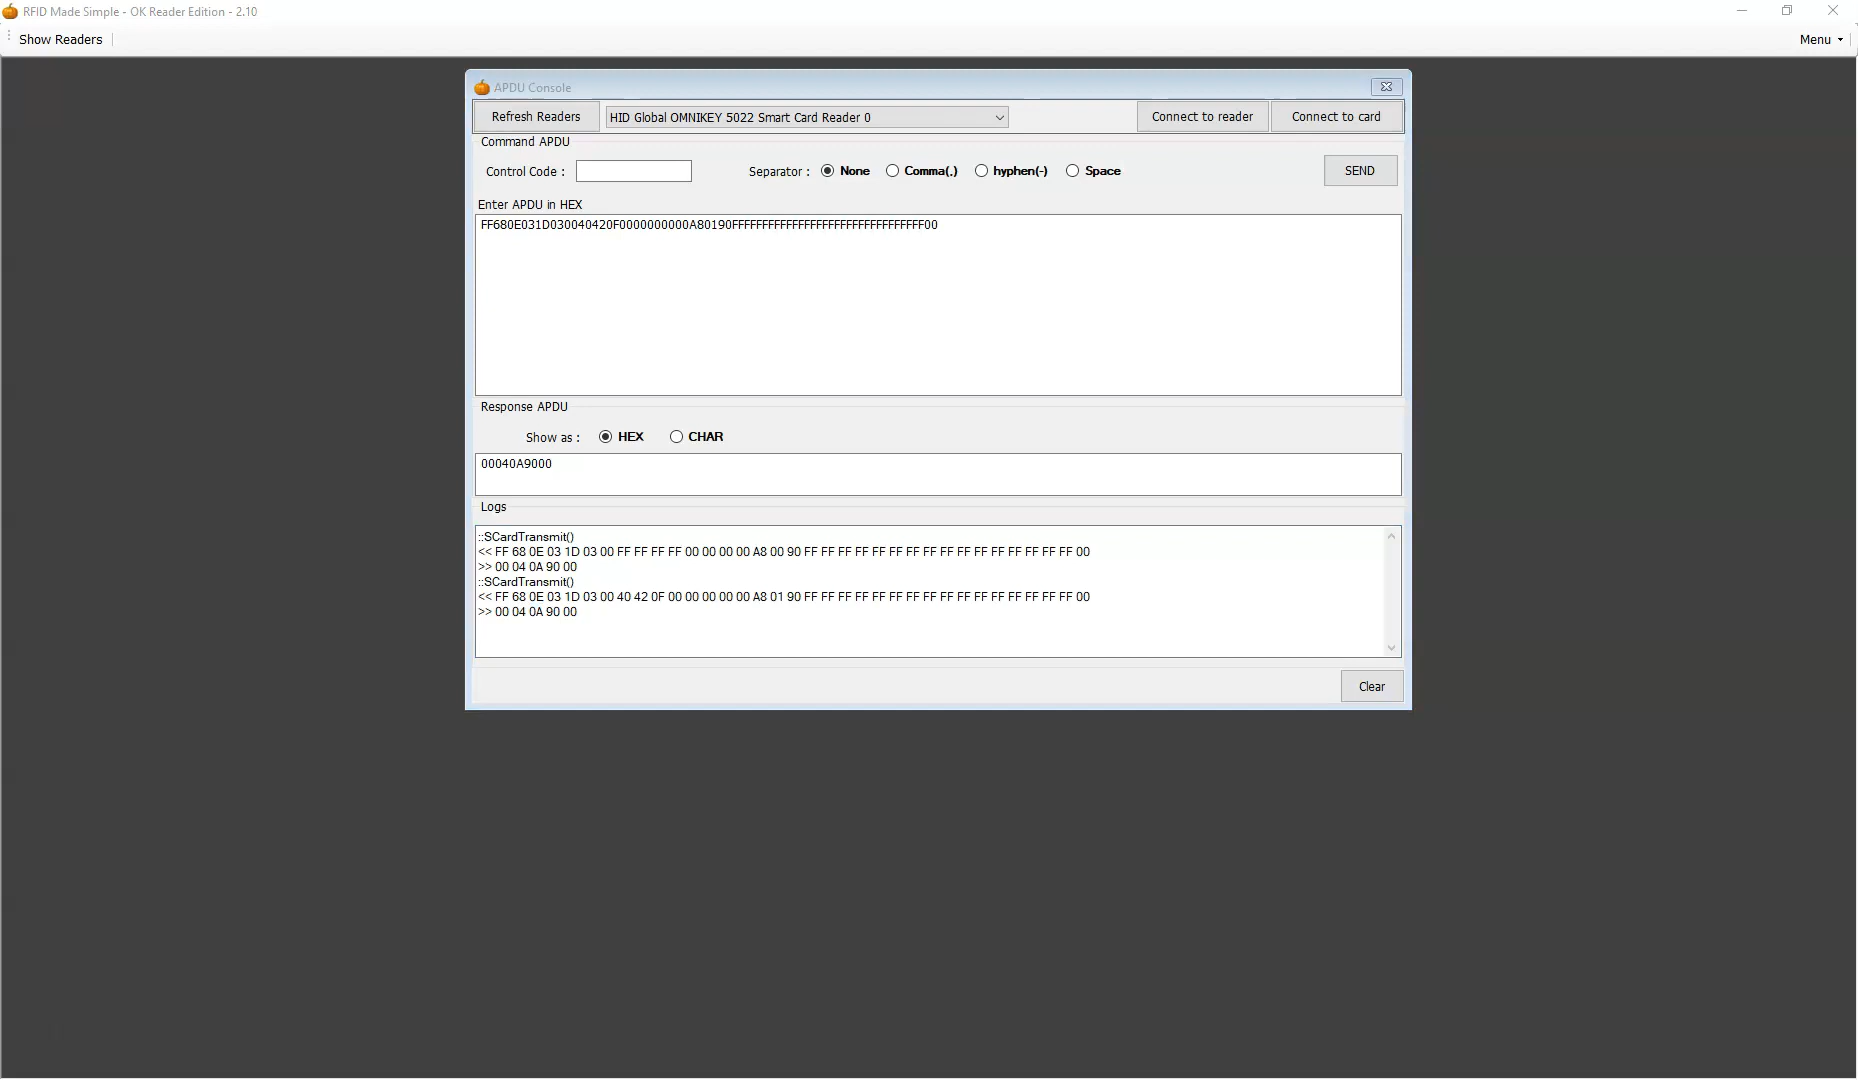 RFID Made Simple - OK Reader Edition - 2.10
Show Readers
Menu
APDU Console
Refresh Readers
HID Global OMNIKEY 5022 Smart Card Reader 0
Connect to reader
Connect to card
Command APDU
Control Code :
Separator :
None
Comma(.)
hyphen(-)
Space
SEND
Enter APDU in HEX
FF680E031D030040420F0000000000A80190FFFFFFFFFFFFFFFFFFFFFFFFFFFFFFFF00
Response APDU
Show as :
HEX
CHAR
00040A9000
Logs
::SCardTransmit()
<< FF 68 0E 03 1D 03 00 FF FF FF FF 00 00 00 00 A8 00 90 FF FF FF FF FF FF FF FF FF FF FF FF FF FF FF FF 00
>> 00 04 0A 90 00
::SCardTransmit()
<< FF 68 0E 03 1D 03 00 40 42 0F 00 00 00 00 00 A8 01 90 FF FF FF FF FF FF FF FF FF FF FF FF FF FF FF FF 00
>> 00 04 0A 90 00
Clear